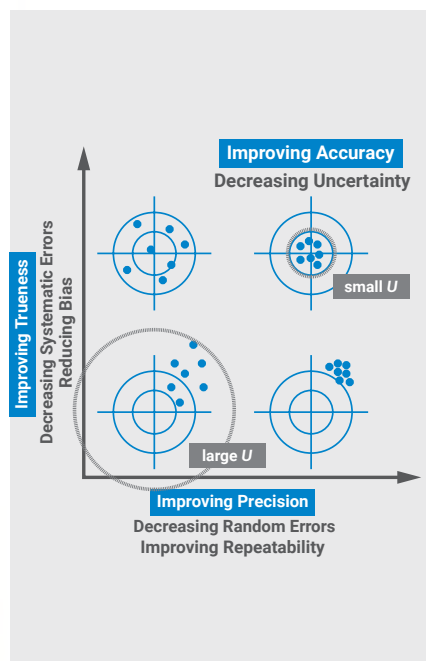 Improving Accuracy
Decreasing Uncertainty
small U
Improving Trueness
Decreasing Systematic Errors
Reducing Bias
large U
Improving Precision
Decreasing Random Errors
Improving Repeatability